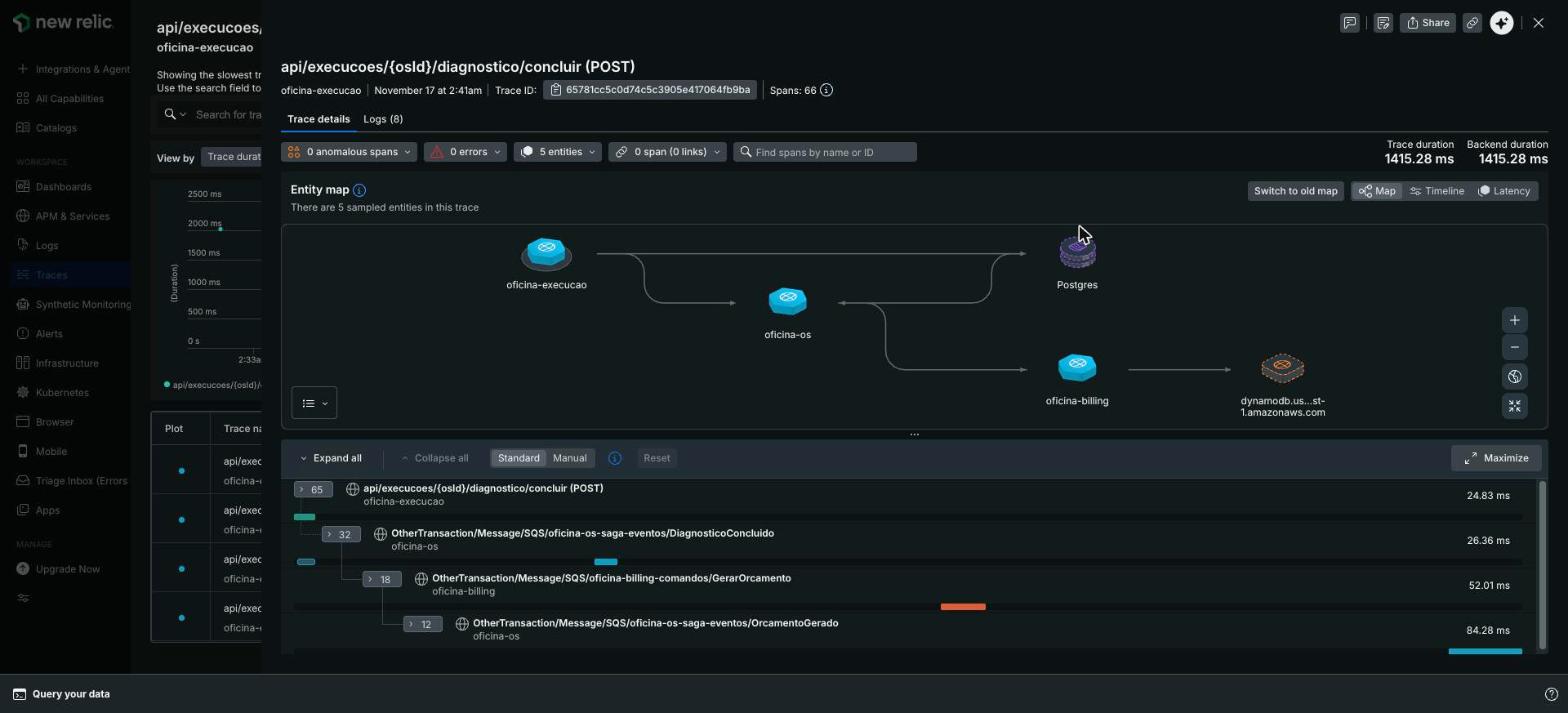 new relic
Integrations & Agent
All Capabilities
Catalogs
WORKSPACE
Dashboards
APM & Services
Logs
Traces
Synthetic Monitoring
Alerts
Infrastructure
Kubernetes
Browser
Mobile
Triage Inbox (Errors
Apps
MANAGE
Upgrade Now
api/execucoes/
oficina-execucao
Showing the slowest tr
Use the search field to
Search for tra
View by
Trace durat
2500 ms
2000 ms
1500 ms
1000 ms
500 ms
0 s
(Duration)
2:33a
api/execucoes/{osId}/
Plot
Trace na
api/exec
oficina-e
api/exec
oficina-e
api/exec
oficina-e
api/exec
oficina-e
Share
api/execucoes/{osId}/diagnostico/concluir (POST)
oficina-execucao
November 17 at 2:41am
Trace ID:
65781cc5c0d74c5c3905e417064fb9ba
Spans: 66
Trace details
Logs (8)
0 anomalous spans
0 errors
5 entities
0 span (0 links)
Find spans by name or ID
Trace duration
1415.28 ms
Backend duration
1415.28 ms
Entity map
There are 5 sampled entities in this trace
Switch to old map
Map
Timeline
Latency
oficina-execucao
Postgres
oficina-os
oficina-billing
dynamodb.us...st-
1.amazonaws.com
...
Expand all
Collapse all
Standard
Manual
Reset
Maximize
65
api/execucoes/{osId}/diagnostico/concluir (POST)
oficina-execucao
24.83 ms
32
OtherTransaction/Message/SQS/oficina-os-saga-eventos/DiagnosticoConcluido
oficina-os
26.36 ms
18
OtherTransaction/Message/SQS/oficina-billing-comandos/GerarOrcamento
oficina-billing
52.01 ms
12
OtherTransaction/Message/SQS/oficina-os-saga-eventos/OrcamentoGerado
oficina-os
84.28 ms
Query your data